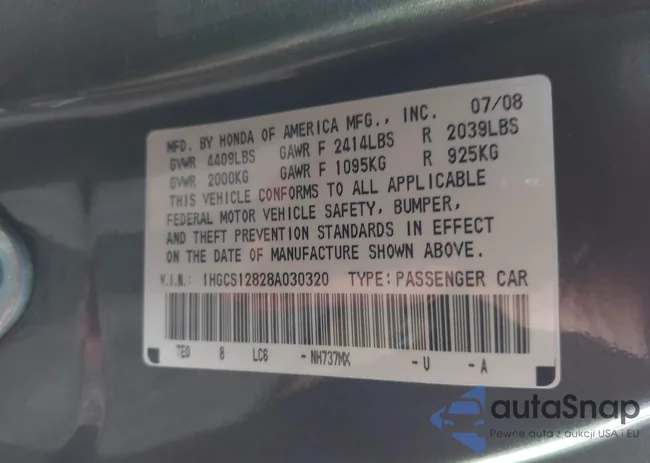 MFD. BY HONDA OF AMERICA MFG., INC. 07/08
GVWR 4409LBS GAWR F 2414LBS R 2039LBS
GVWR 2000KG GAWR F 1095KG R 925KG
THIS VEHICLE CONFORMS TO ALL APPLICABLE
FEDERAL MOTOR VEHICLE SAFETY, BUMPER,
AND THEFT PREVENTION STANDARDS IN EFFECT
ON THE DATE OF MANUFACTURE SHOWN ABOVE.
V.I.N.: 1HGCS12828A030320 TYPE: PASSENGER CAR
TE0 8 LC6 - NH737MX - U - A
autaSnap
Pewne auta z aukcji USA i EU